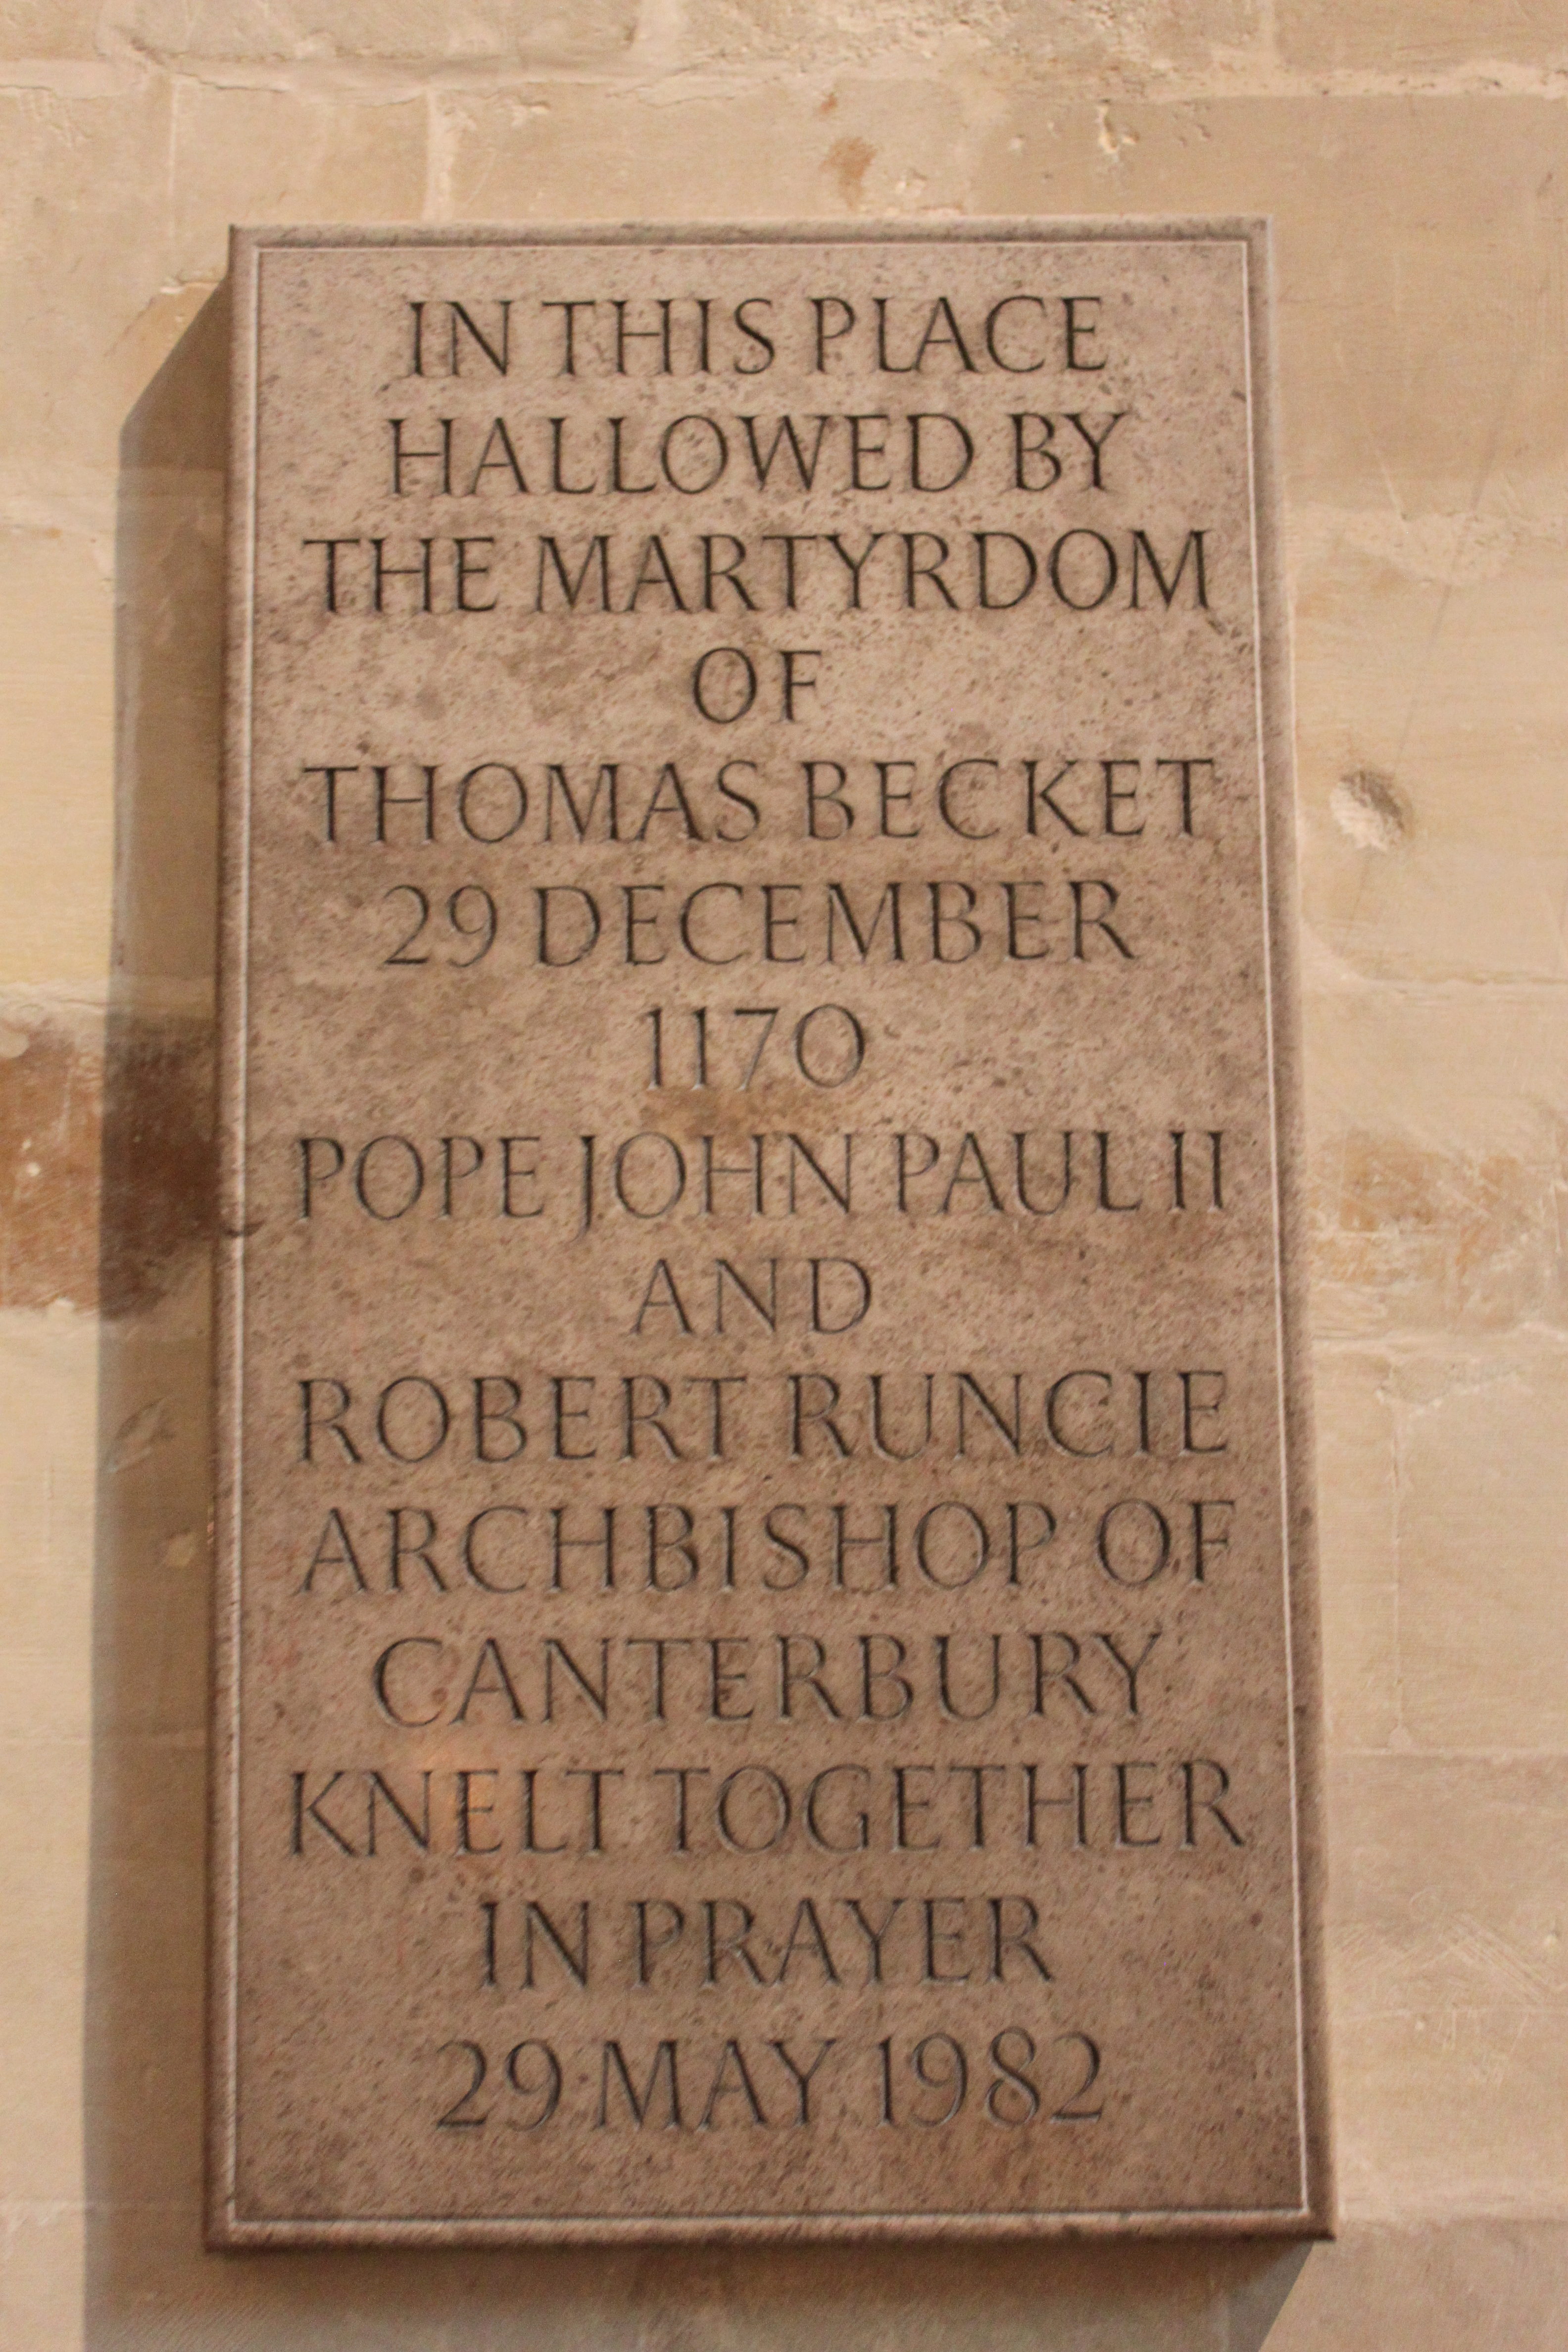 IN THIS PLACE
HALLOWED BY
THE MARTYRDOM
OF
THOMAS BECKET
29 DECEMBER
1170
POPE JOHN PAUL II
AND
ROBERT RUNCIE
ARCHBISHOP OF
CANTERBURY
KNELT TOGETHER
IN PRAYER
29 MAY 1982